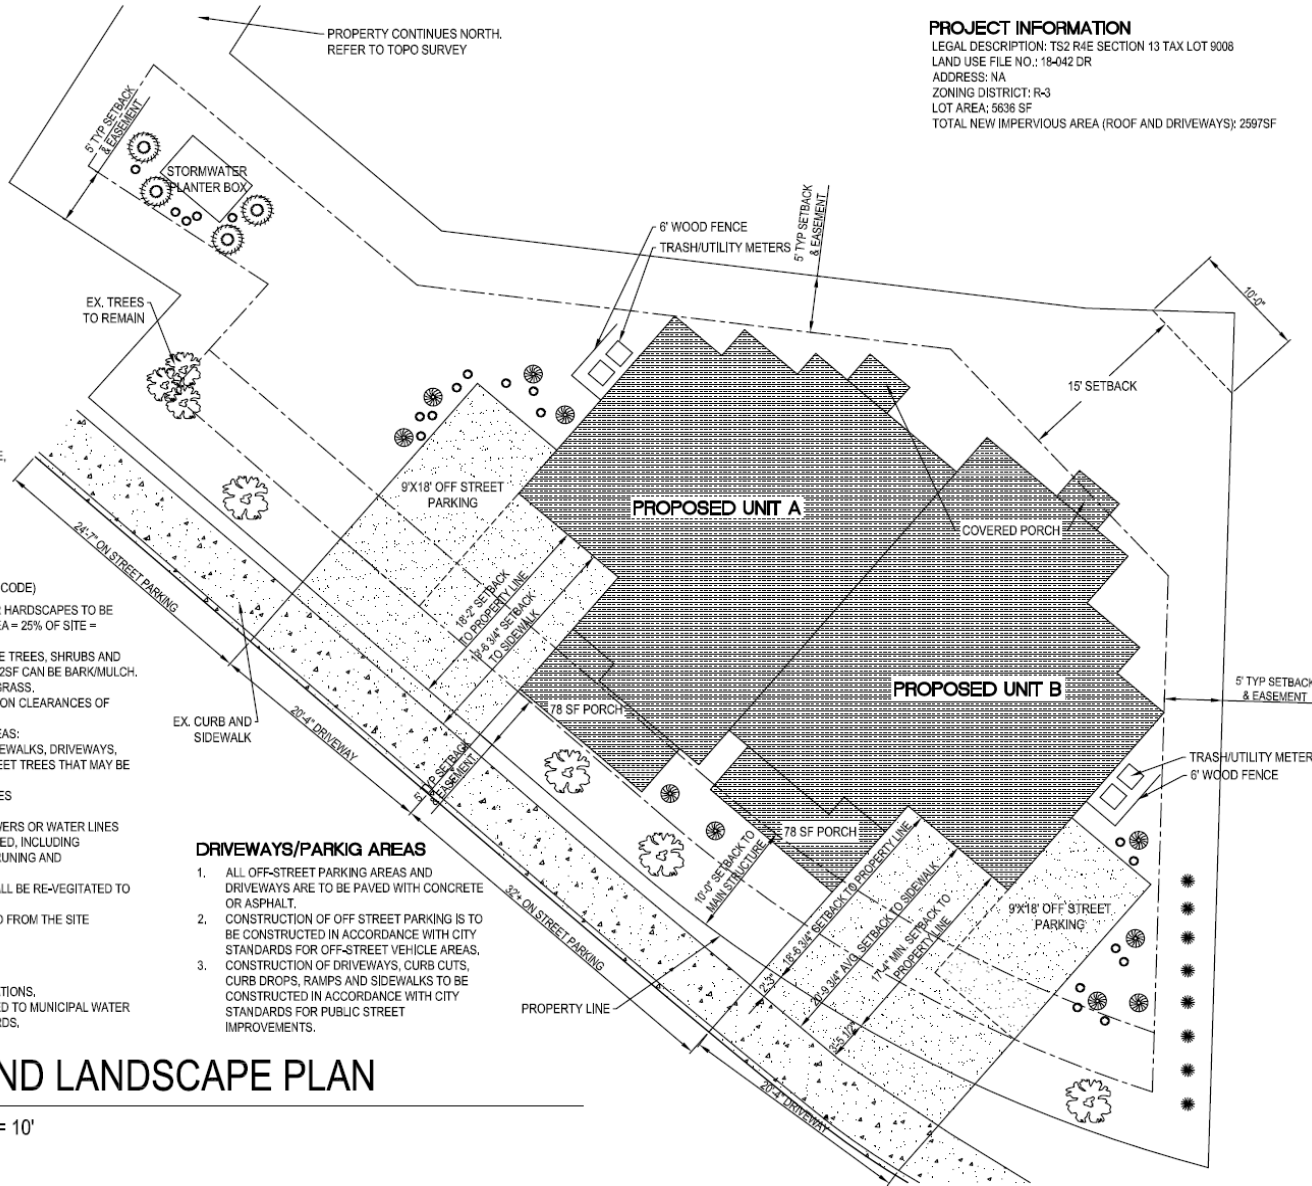 PROPERTY CONTINUES NORTH.
REFER TO TOPO SURVEY
PROJECT INFORMATION
LEGAL DESCRIPTION: TS2 R4E SECTION 13 TAX LOT 9008
LAND USE FILE NO.: 18-042 DR
ADDRESS: NA
ZONING DISTRICT: R-3
LOT AREA: 5636 SF
TOTAL NEW IMPERVIOUS AREA (ROOF AND DRIVEWAYS): 2597SF
5' TYP SETBACK
& EASEMENT
STORMWATER
PLANTER BOX
5' TYP SETBACK
& EASEMENT
6' WOOD FENCE
TRASH/UTILITY METERS
EX. TREES
TO REMAIN
10'-0"
15' SETBACK
9'X18' OFF STREET
PARKING
PROPOSED UNIT A
COVERED PORCH
24'-7" ON STREET PARKING
18'-2" SETBACK
TO PROPERTY LINE
19'-6 3/4" SETBACK
TO SIDEWALK
CODE)
HARDSCAPES TO BE
EA = 25% OF SITE =
E TREES, SHRUBS AND
2SF CAN BE BARK/MULCH.
GRASS.
ON CLEARANCES OF
EAS:
EWALKS, DRIVEWAYS,
EET TREES THAT MAY BE
ES
WERS OR WATER LINES
ED, INCLUDING
RUNING AND
ALL BE RE-VEGITATED TO
D FROM THE SITE
TIONS.
ED TO MUNICIPAL WATER
RDS,
PROPOSED UNIT B
5' TYP SETBACK
& EASEMENT
78 SF PORCH
EX. CURB AND
SIDEWALK
20'-4" DRIVEWAY
5' TYP SETBACK
& EASEMENT
TRASH/UTILITY METER
6' WOOD FENCE
78 SF PORCH
10'-0" SETBACK TO
MAIN STRUCTURE
18'-6 3/4" SETBACK TO PROPERTY LINE
20'-9 3/4" AVG. SETBACK TO SIDEWALK
17'-4" MIN. SETBACK TO
PROPERTY LINE
9'X18' OFF STREET
PARKING
DRIVEWAYS/PARKIG AREAS
1. ALL OFF-STREET PARKING AREAS AND
DRIVEWAYS ARE TO BE PAVED WITH CONCRETE
OR ASPHALT.
2. CONSTRUCTION OF OFF STREET PARKING IS TO
BE CONSTRUCTED IN ACCORDANCE WITH CITY
STANDARDS FOR OFF-STREET VEHICLE AREAS.
3. CONSTRUCTION OF DRIVEWAYS, CURB CUTS,
CURB DROPS, RAMPS AND SIDEWALKS TO BE
CONSTRUCTED IN ACCORDANCE WITH CITY
STANDARDS FOR PUBLIC STREET
IMPROVEMENTS.
32'+ ON STREET PARKING
2'-3"
3'-5 1/2"
PROPERTY LINE
20'-4" DRIVEWAY
ND LANDSCAPE PLAN
= 10'